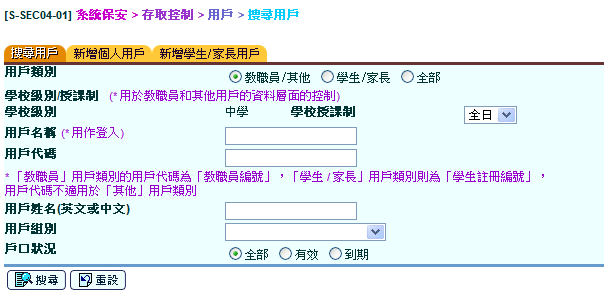 [S-SEC04-01] 系統保安 > 存取控制 > 用戶 > 搜尋用戶
搜尋用戶 新增個人用戶 新增學生/家長用戶
用戶類別 教職員/其他 學生/家長 全部
學校級別/授課制 (*用於教職員和其他用戶的資料層面的控制)
學校級別 中學 學校授課制 全日
用戶名稱 (*用作登入)
用戶代碼
*「教職員」用戶類別的用戶代碼為「教職員編號」，「學生/家長」用戶類別則為「學生註冊編號」，
用戶代碼不適用於「其他」用戶類別
用戶姓名(英文或中文)
用戶組別
戶口狀況 全部 有效 到期
搜尋 重設